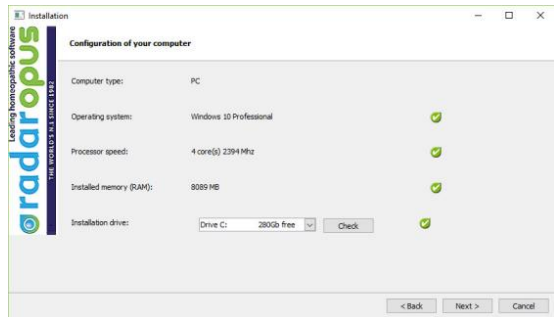 Installation
Leading homeopathic software
radaropus
THE WORLD'S N.1 SINCE 1982
Configuration of your computer
Computer type: PC
Operating system: Windows 10 Professional
Processor speed: 4 core(s) 2394 Mhz
Installed memory (RAM): 8089 MB
Installation drive: Drive C: 280Gb free Check
< Back Next > Cancel